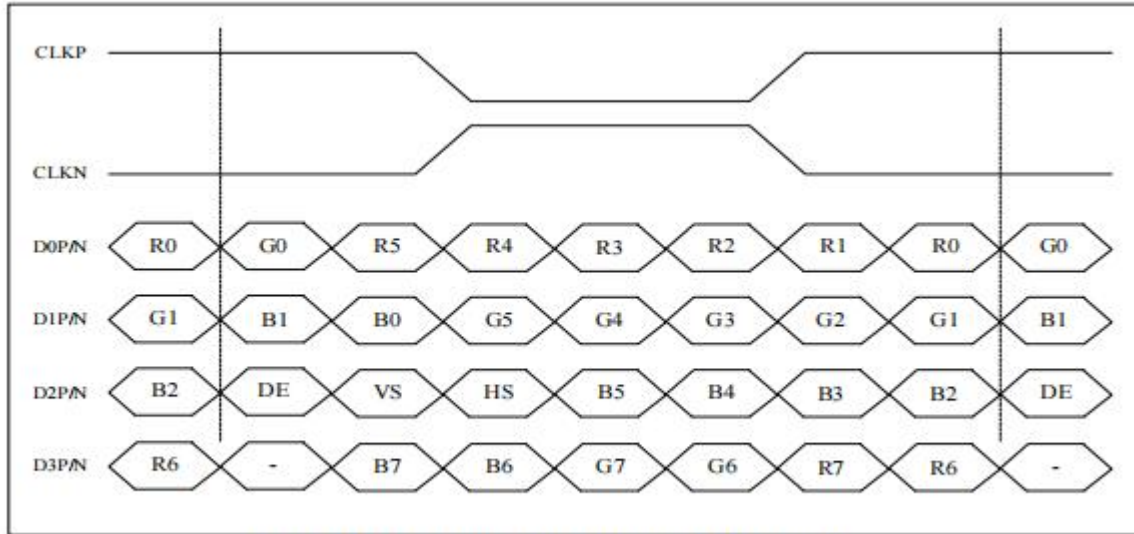 CLKP
CLKN
D0P/N R0 G0 R5 R4 R3 R2 R1 R0 G0
D1P/N G1 B1 B0 G5 G4 G3 G2 G1 B1
D2P/N B2 DE VS HS B5 B4 B3 B2 DE
D3P/N R6 - B7 B6 G7 G6 R7 R6 -